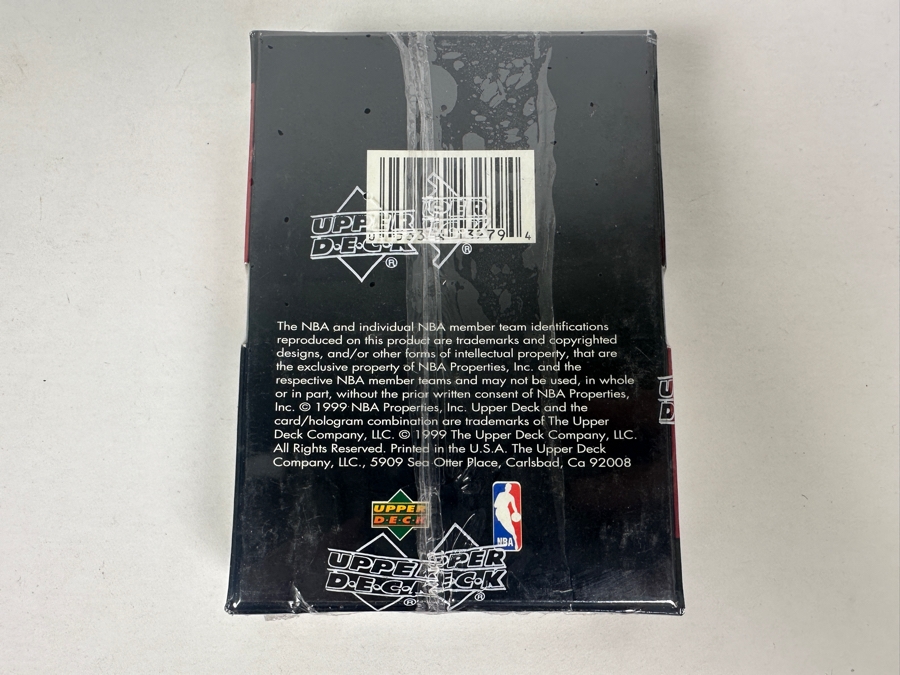 UPPER
D·E·C·K
®
®
4
The NBA and individual NBA member team identifications
reproduced on this product are trademarks and copyrighted
designs, and/or other forms of intellectual property, that are
the exclusive property of NBA Properties, Inc. and the
respective NBA member teams and may not be used, in whole
or in part, without the prior written consent of NBA Properties,
Inc. © 1999 NBA Properties, Inc. Upper Deck and the
card/hologram combination are trademarks of The Upper
Deck Company, LLC. © 1999 The Upper Deck Company, LLC.
All Rights Reserved. Printed in the U.S.A. The Upper Deck
Company, LLC., 5909 Sea Otter Place, Carlsbad, Ca 92008
UPPER
D·E·C·K
NBA
UPPER
D·E·C·K
®
®